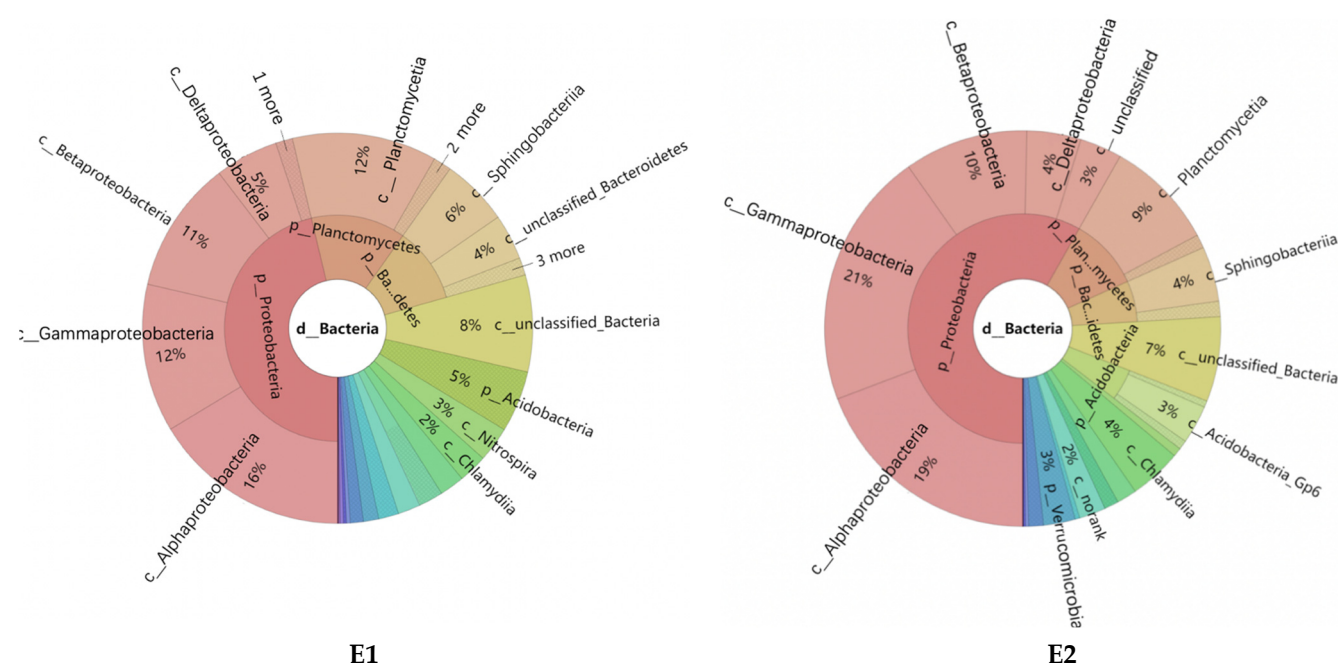 c__Deltaproteobacteria
5%
1 more
12%
c__Planctomycetia
2 more
c__Sphingobacteriia
6%
c__unclassified_Bacteroidetes
4%
3 more
c__Betaproteobacteria
11%
p__Planctomycetes
p__Ba...detes
p__Proteobacteria
d__Bacteria
8% c__unclassified_Bacteria
c__Gammaproteobacteria
12%
5% p__Acidobacteria
3% c__Nitrospira
2% c__Chlamydiia
c__Alphaproteobacteria
16%
E1
c__Betaproteobacteria
10%
c__Deltaproteobacteria
4%
c__unclassified
3%
c__Planctomycetia
9%
c__Gammaproteobacteria
21%
p__Plan...mycetes
p__Bac...idetes
c__Sphingobacteriia
4%
p__Proteobacteria
d__Bacteria
7% c__unclassified_Bacteria
p__Acidobacteria
3% c__Acidobacteria_Gp6
4% c__Chlamydiia
2% c__norank
3% p__Verrucomicrobia
c__Alphaproteobacteria
19%
E2